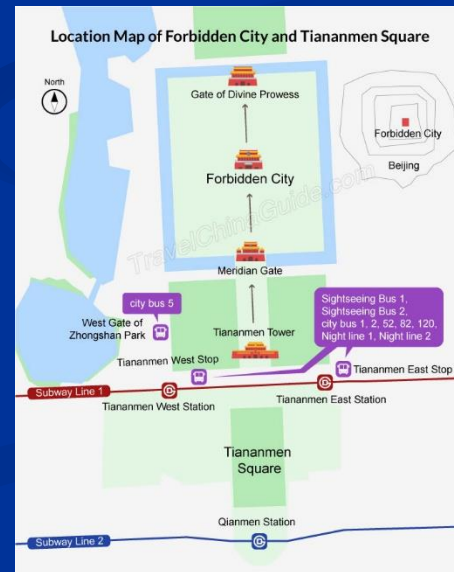 Location Map of Forbidden City and Tiananmen Square
North
Gate of Divine Prowess
Forbidden City
Beijing
Forbidden City
TravelChinaGuide.com
Meridian Gate
city bus 5
West Gate of
Zhongshan Park
Tiananmen Tower
Sightseeing Bus 1,
Sightseeing Bus 2,
city bus 1, 2, 52, 82, 120,
Night line 1, Night line 2
Tiananmen West Stop
Tiananmen East Stop
Subway Line 1
Tiananmen West Station
Tiananmen East Station
Tiananmen
Square
Qianmen Station
Subway Line 2